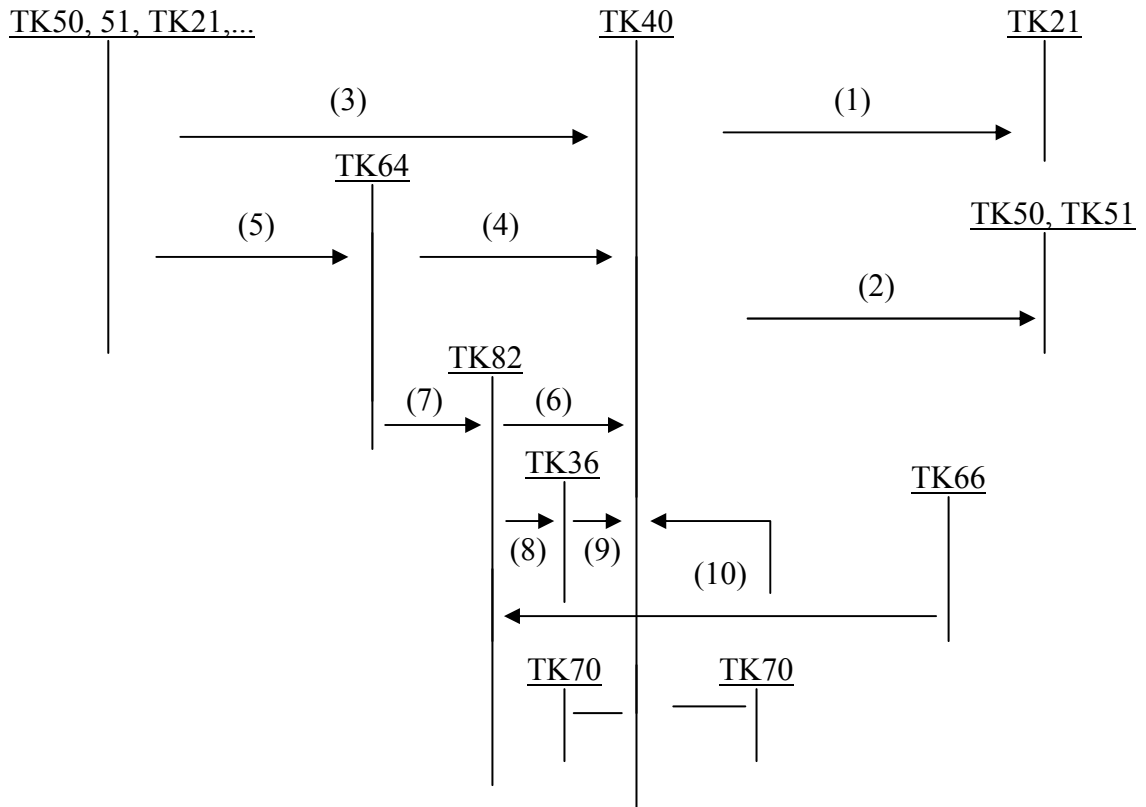 TK50, 51, TK21,...
TK40
TK21
(3)
(1)
TK64
TK50, TK51
(5)
(4)
(2)
TK82
(7)
(6)
TK36
TK66
(8)
(9)
(10)
TK70
TK70